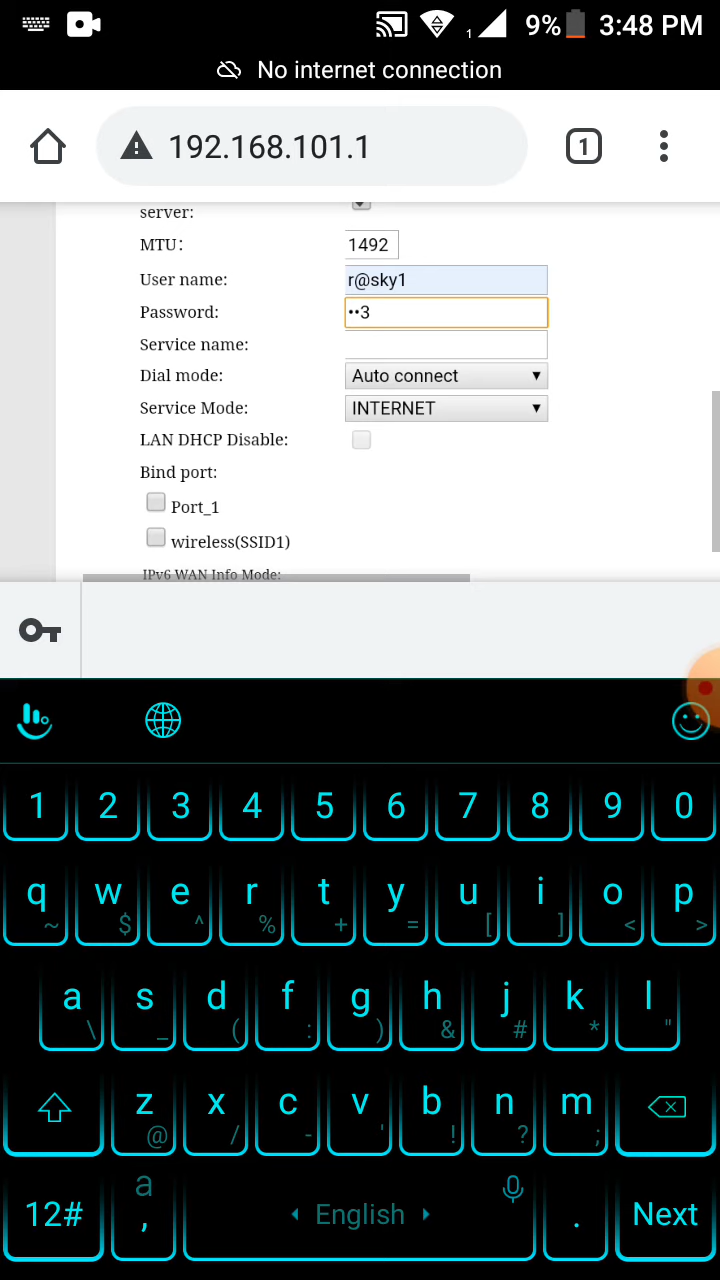 1 9% 3:48 PM
No internet connection
192.168.101.1 1
server:
MTU: 1492
User name: r@sky1
Password: ••3
Service name:
Dial mode: Auto connect
Service Mode: INTERNET
LAN DHCP Disable:
Bind port:
Port_1
wireless(SSID1)
IPv6 WAN Info Mode:
1 2 3 4 5 6 7 8 9 0
q w e r t y u i o p
~ $ ^ % + = [ ] < >
a s d f g h j k l
\ _ ( : ) & # * "
z x c v b n m
@ / - ' ! ? ;
a
12# , English . Next